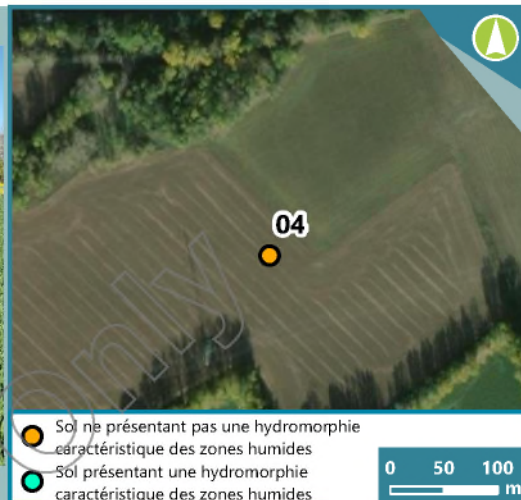 04
Sol ne présentant pas une hydromorphie
caractéristique des zones humides
Sol présentant une hydromorphie
caractéristique des zones humides
0 50 100
m
only